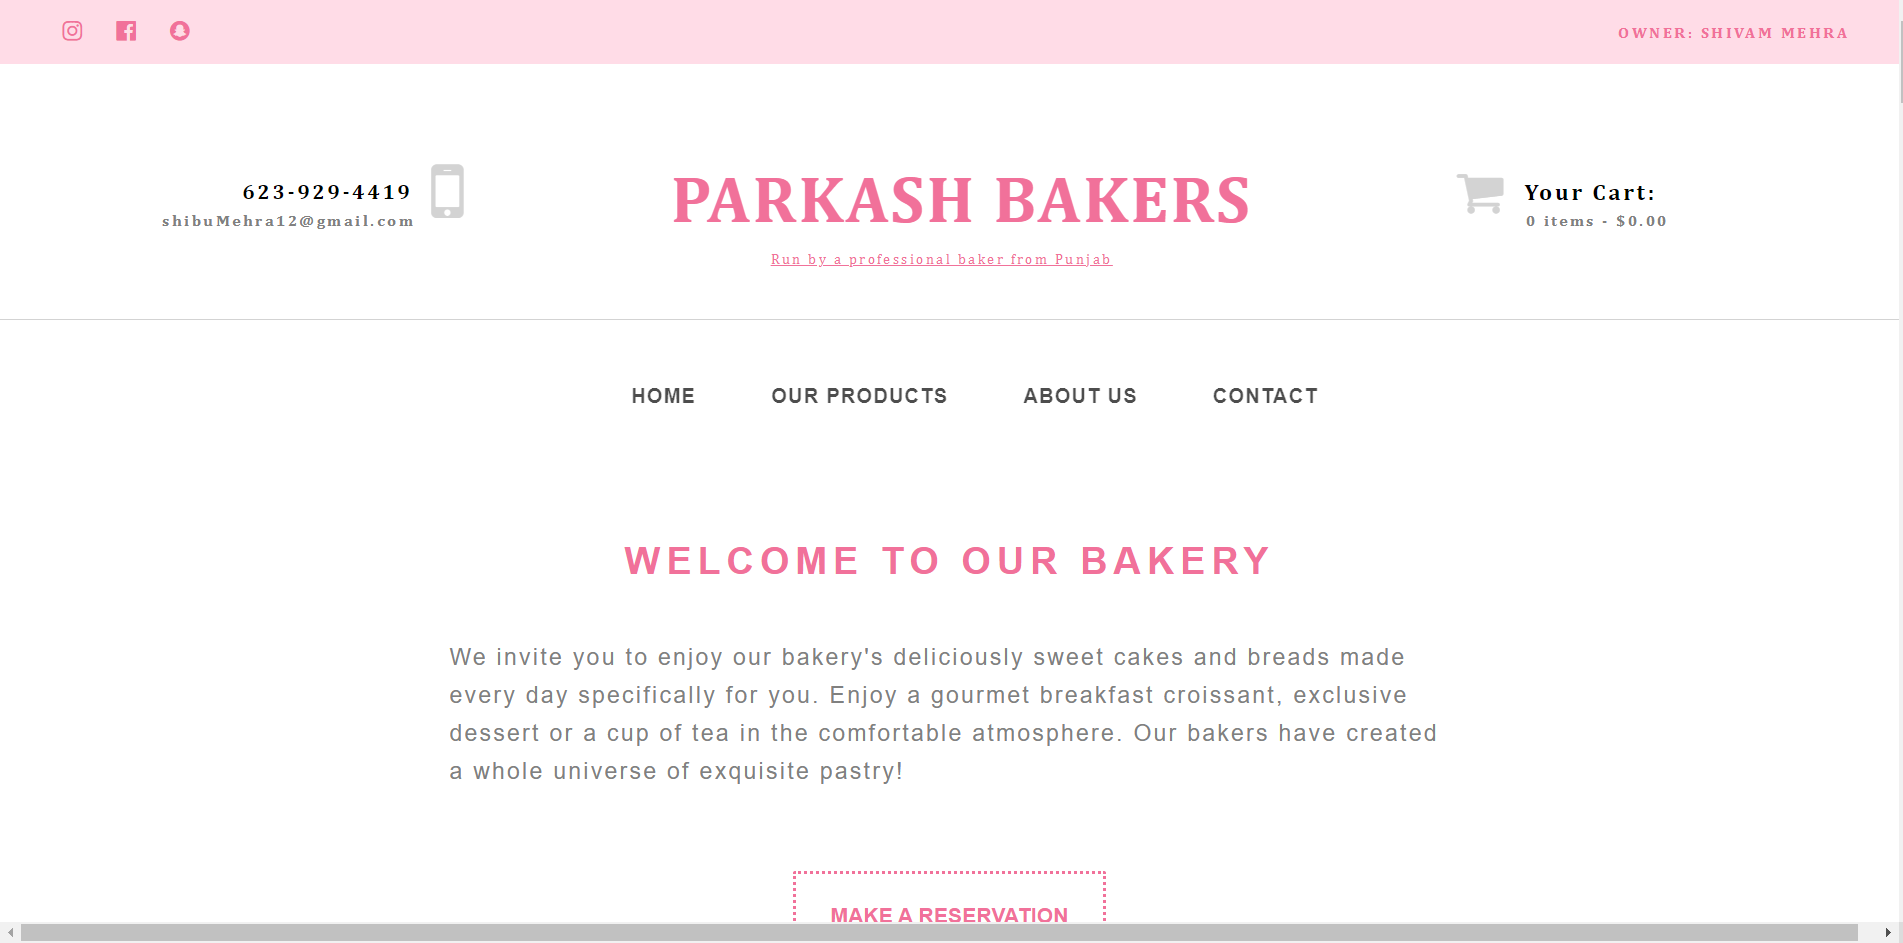 OWNER: SHIVAM MEHRA
623-929-4419
shibuMehra12@gmail.com
PARKASH BAKERS
Run by a professional baker from Punjab
Your Cart:
0 items - $0.00
HOME OUR PRODUCTS ABOUT US CONTACT
WELCOME TO OUR BAKERY
We invite you to enjoy our bakery's deliciously sweet cakes and breads made
every day specifically for you. Enjoy a gourmet breakfast croissant, exclusive
dessert or a cup of tea in the comfortable atmosphere. Our bakers have created
a whole universe of exquisite pastry!
MAKE A RESERVATION